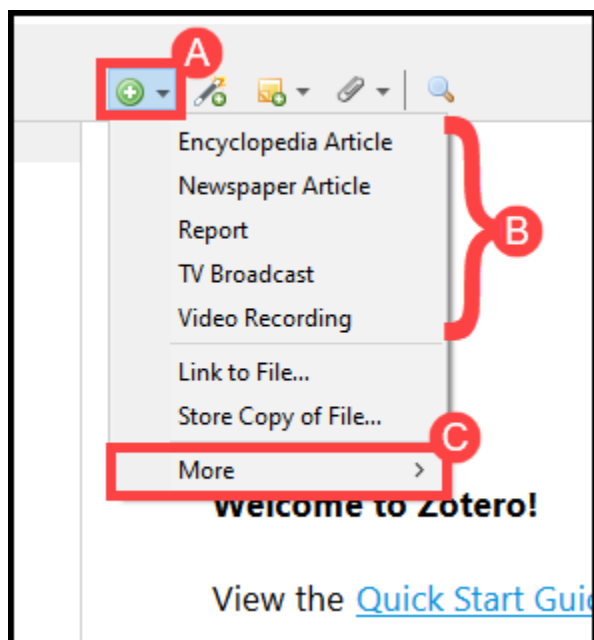 A
Encyclopedia Article
Newspaper Article
Report
B
TV Broadcast
Video Recording
Link to File...
Store Copy of File...
C
More
Welcome to Zotero!
View the Quick Start Guid